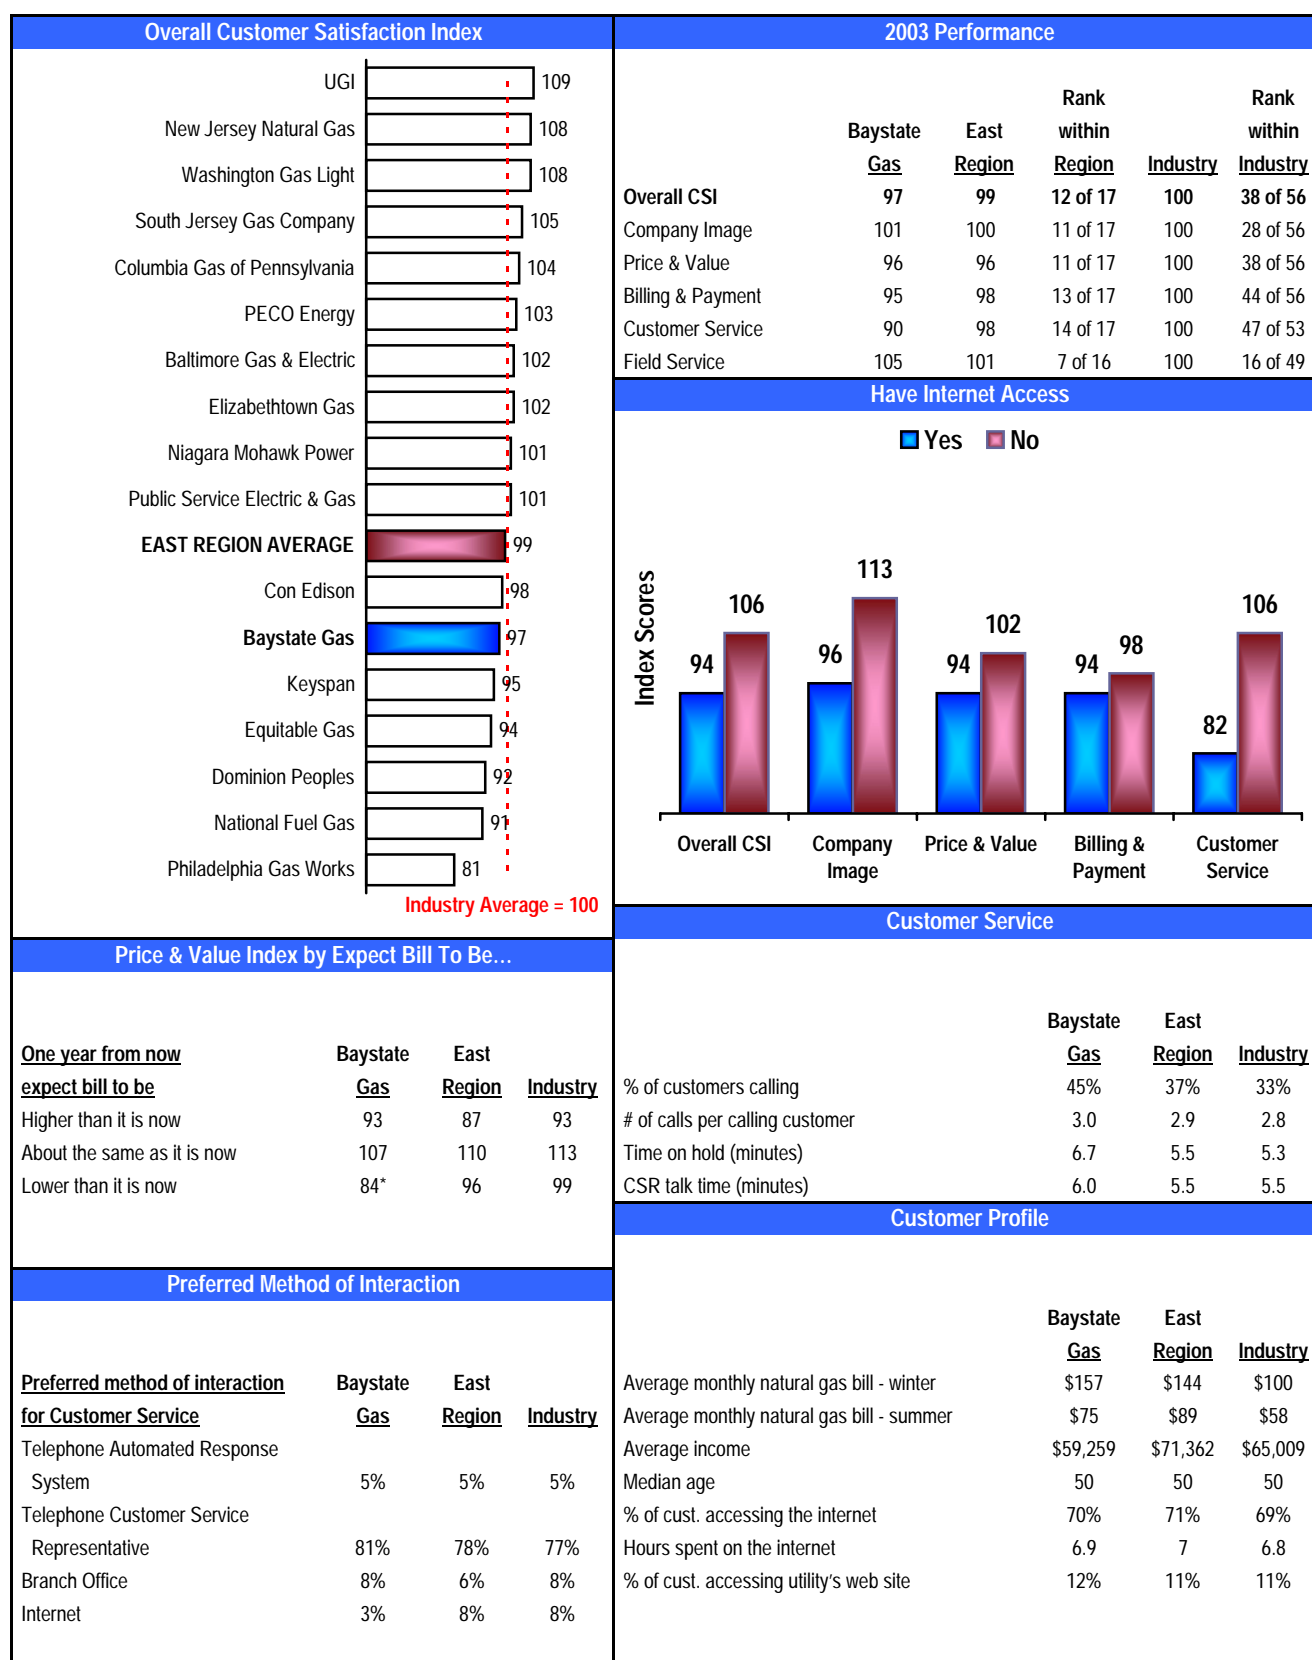 Overall Customer Satisfaction Index
UGI 109
New Jersey Natural Gas 108
Washington Gas Light 108
South Jersey Gas Company 105
Columbia Gas of Pennsylvania 104
PECO Energy 103
Baltimore Gas & Electric 102
Elizabethtown Gas 102
Niagara Mohawk Power 101
Public Service Electric & Gas 101
EAST REGION AVERAGE 99
Con Edison 98
Baystate Gas 97
Keyspan 95
Equitable Gas 94
Dominion Peoples 92
National Fuel Gas 91
Philadelphia Gas Works 81
Industry Average = 100
Price & Value Index by Expect Bill To Be...
One year from now Baystate East
expect bill to be Gas Region Industry
Higher than it is now 93 87 93
About the same as it is now 107 110 113
Lower than it is now 84* 96 99
Preferred Method of Interaction
Preferred method of interaction Baystate East
for Customer Service Gas Region Industry
Telephone Automated Response
System 5% 5% 5%
Telephone Customer Service
Representative 81% 78% 77%
Branch Office 8% 6% 8%
Internet 3% 8% 8%
2003 Performance
Rank Rank
Baystate East within within
Gas Region Region Industry Industry
Overall CSI 97 99 12 of 17 100 38 of 56
Company Image 101 100 11 of 17 100 28 of 56
Price & Value 96 96 11 of 17 100 38 of 56
Billing & Payment 95 98 13 of 17 100 44 of 56
Customer Service 90 98 14 of 17 100 47 of 53
Field Service 105 101 7 of 16 100 16 of 49
Have Internet Access
Yes No
Index Scores
94 106 96 113 94 102 94 98 82 106
Overall CSI Company Price & Value Billing & Customer
Image Payment Service
Customer Service
Baystate East
Gas Region Industry
% of customers calling 45% 37% 33%
# of calls per calling customer 3.0 2.9 2.8
Time on hold (minutes) 6.7 5.5 5.3
CSR talk time (minutes) 6.0 5.5 5.5
Customer Profile
Baystate East
Gas Region Industry
Average monthly natural gas bill - winter $157 $144 $100
Average monthly natural gas bill - summer $75 $89 $58
Average income $59,259 $71,362 $65,009
Median age 50 50 50
% of cust. accessing the internet 70% 71% 69%
Hours spent on the internet 6.9 7 6.8
% of cust. accessing utility's web site 12% 11% 11%